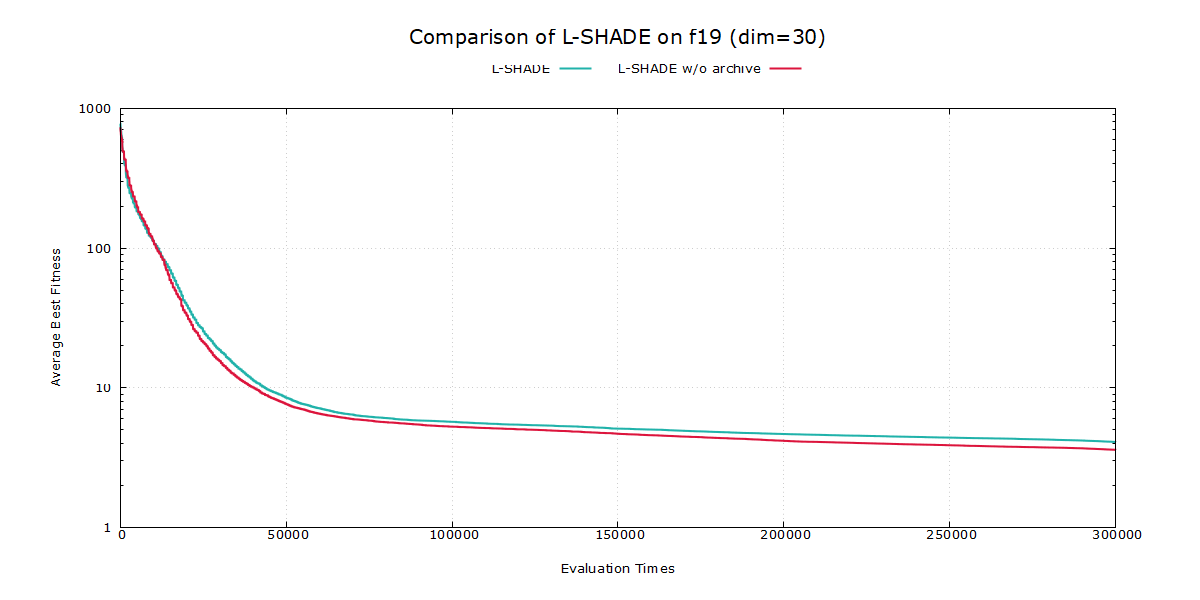 Comparison of L-SHADE on f19 (dim=30)
L-SHADE L-SHADE w/o archive
1000
100
10
1
Average Best Fitness
0 50000 100000 150000 200000 250000 300000
Evaluation Times